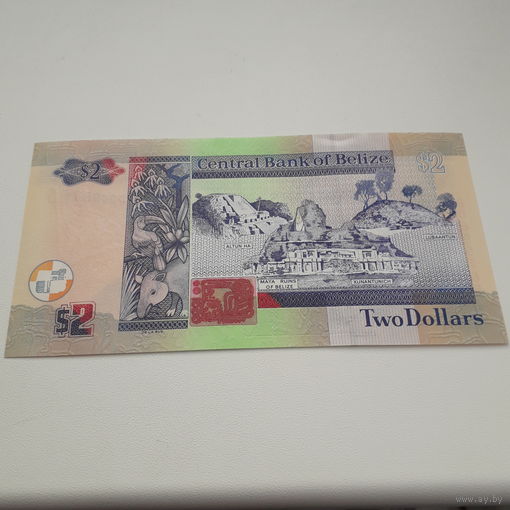 $2
Central Bank of Belize
$2
ALTUN HA
LUBAANTUN
MAYA RUINS
OF BELIZE
XUNANTUNICH
$2
Two Dollars
www.ay.by